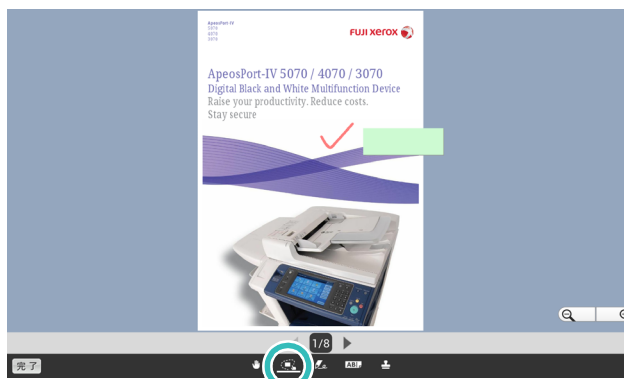 ApeosPort-IV
5070
4070
3070
FUJI XEROX
ApeosPort-IV 5070 / 4070 / 3070
Digital Black and White Multifunction Device
Raise your productivity. Reduce costs.
Stay secure
1/8
完了
ABI